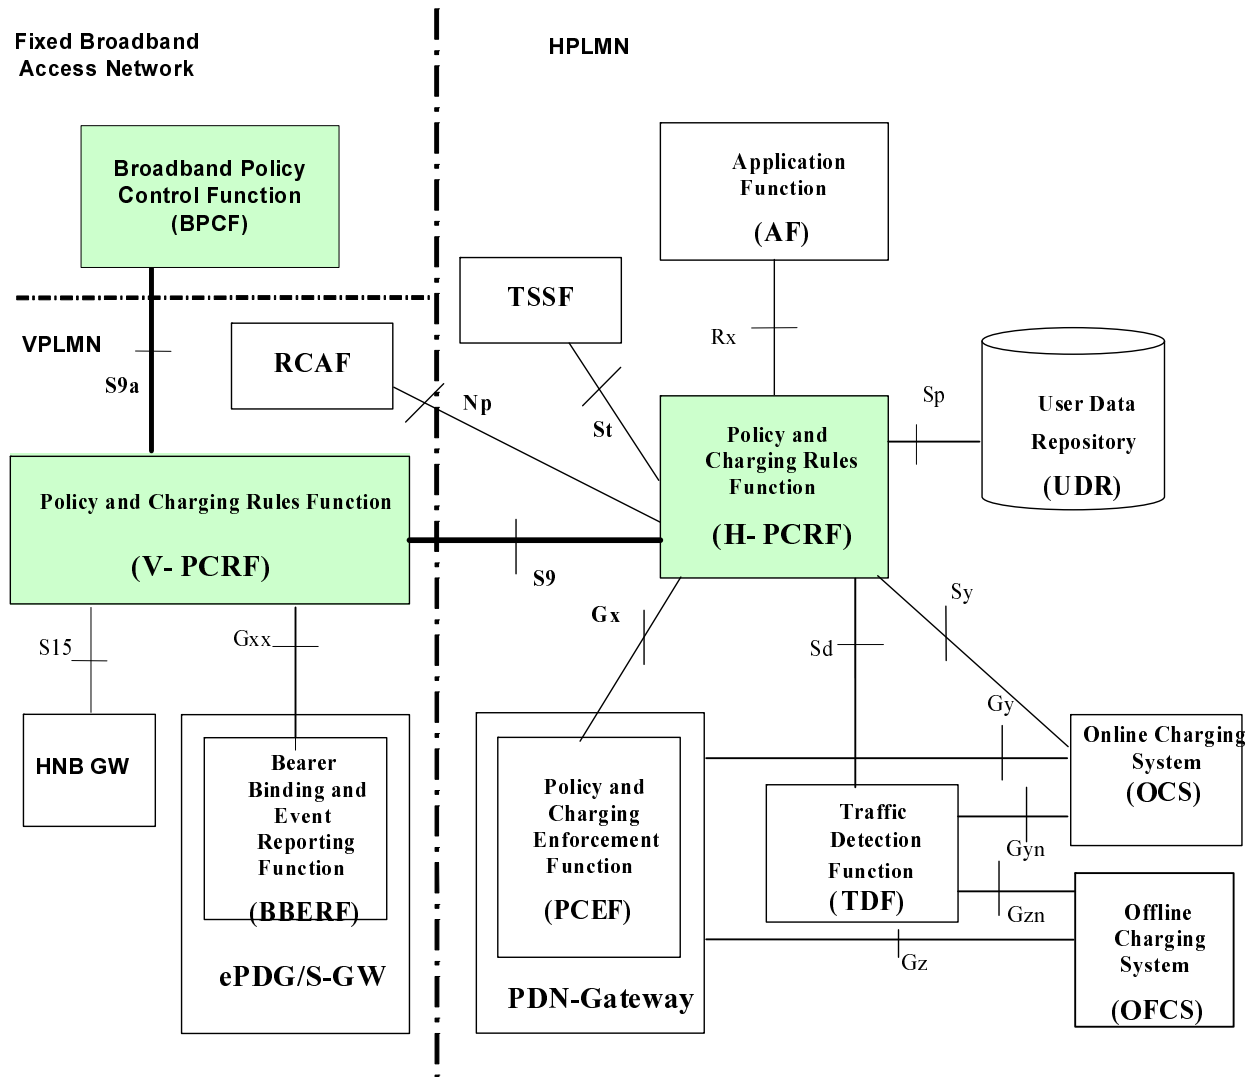 Fixed Broadband
Access Network
HPLMN
Broadband Policy
Control Function
(BPCF)
Application
Function
(AF)
TSSF
VPLMN
RCAF
Rx
S9a
Np
St
Sp
User Data
Repository
(UDR)
Policy and
Charging Rules
Function
(H- PCRF)
Policy and Charging Rules Function
(V- PCRF)
S9
S15
Gxx
Gx
Sd
Sy
Gy
HNB GW
Bearer
Binding and
Event
Reporting
Function
(BBERF)
ePDG/S-GW
Policy and
Charging
Enforcement
Function
(PCEF)
PDN-Gateway
Traffic
Detection
Function
(TDF)
Online Charging
System
(OCS)
Gyn
Gzn
Gz
Offline
Charging
System
(OFCS)